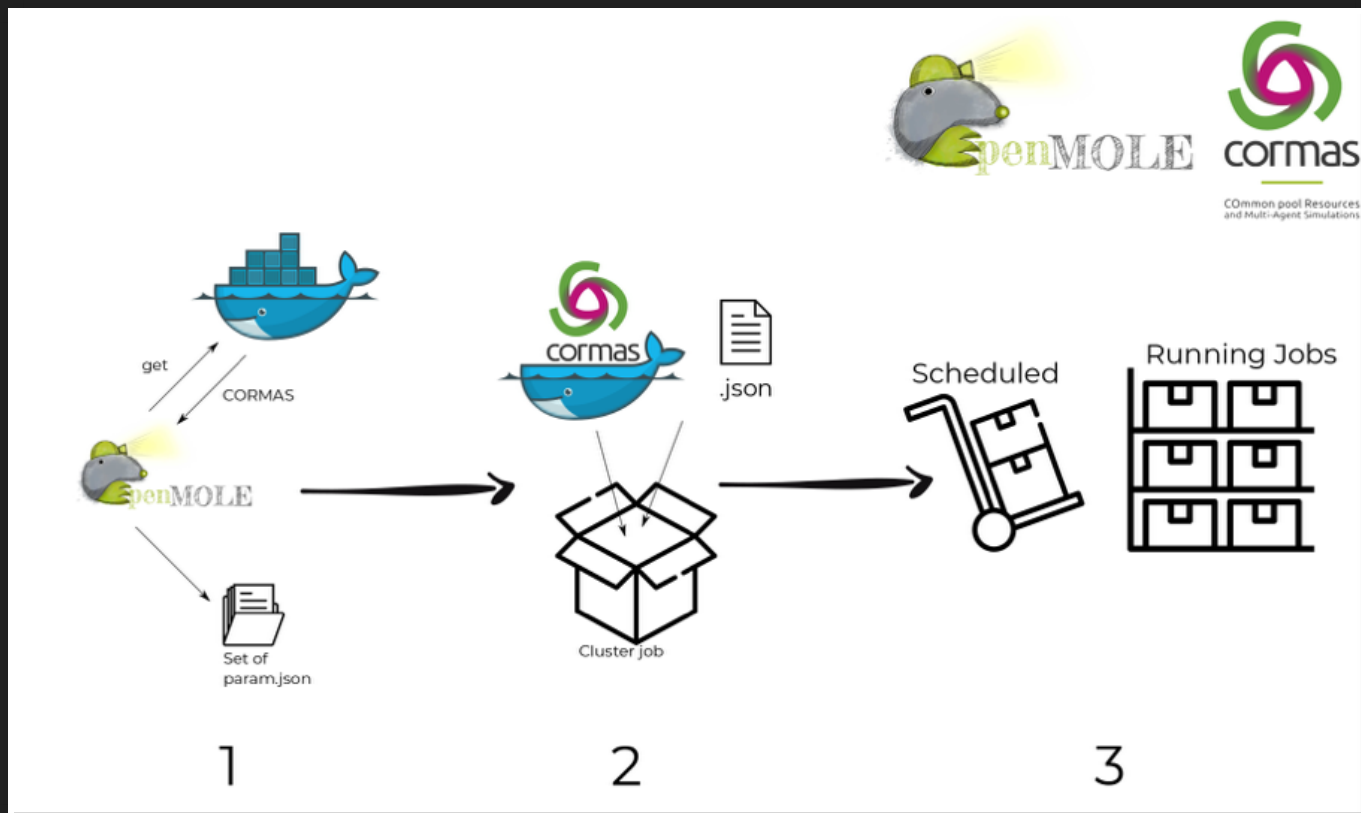 penMOLE
cormas
COmmon pool Resources
and Multi-Agent Simulations
get
CORMAS
penMOLE
Set of
param.json
cormas
.json
Cluster job
Scheduled
Running Jobs
1
2
3